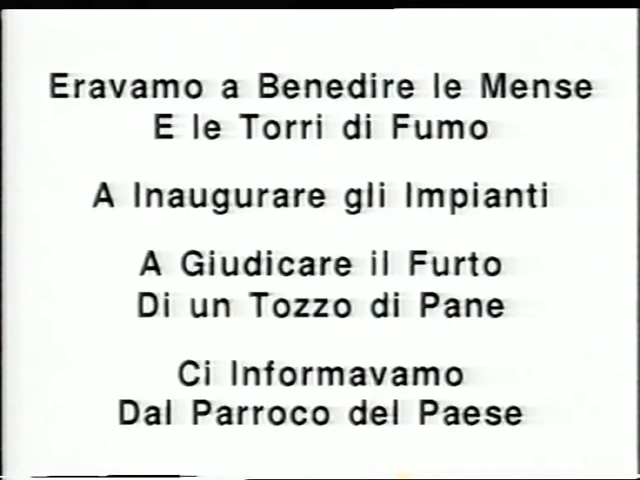 Eravamo a Benedire le Mense
E le Torri di Fumo
A Inaugurare gli Impianti
A Giudicare il Furto
Di un Tozzo di Pane
Ci Informavamo
Dal Parroco del Paese